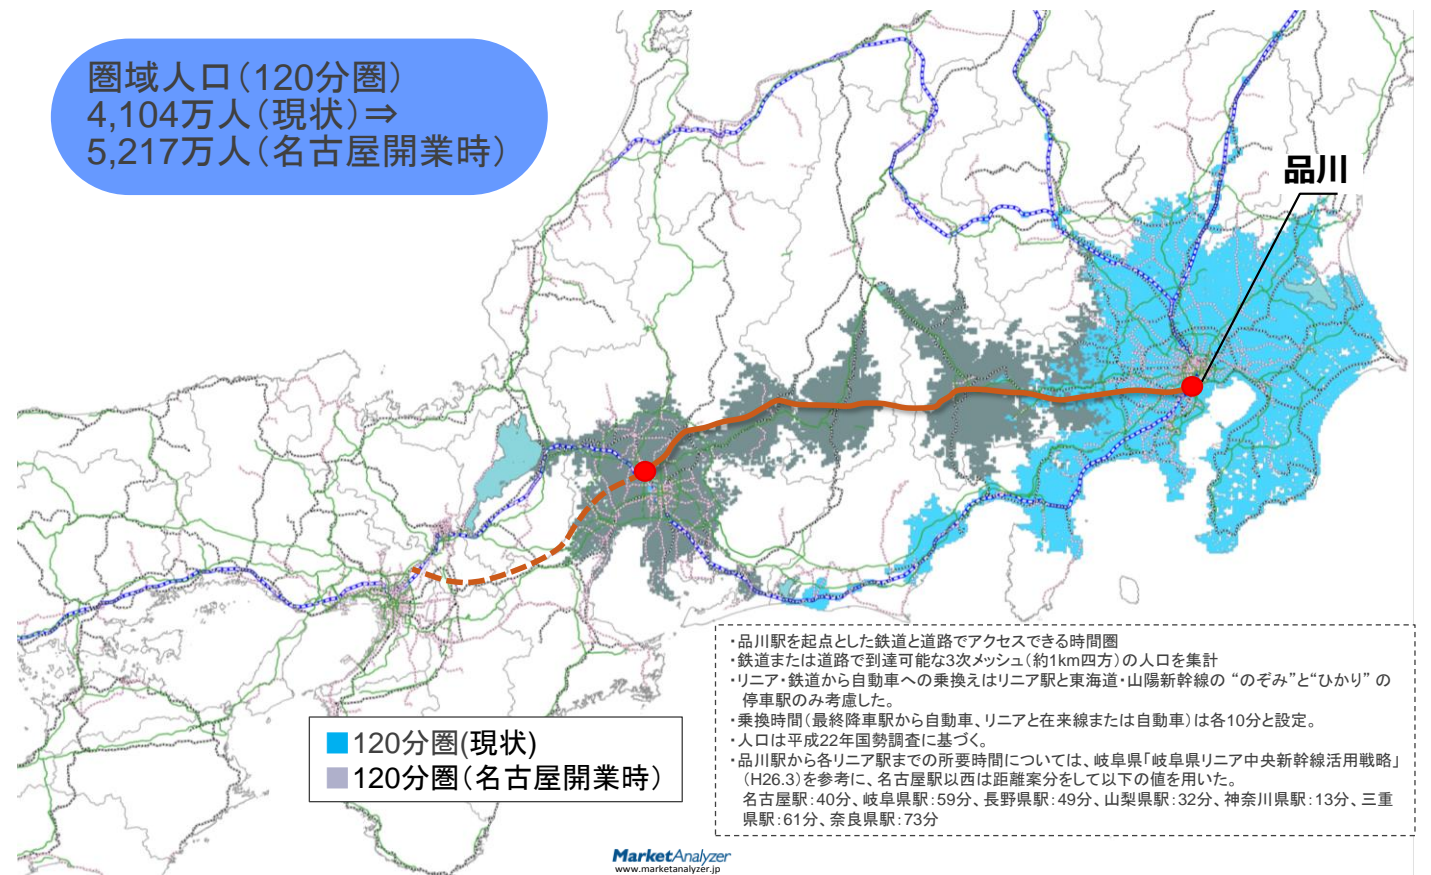 圏域人口（120分圏）
4,104万人（現状）⇒
5,217万人（名古屋開業時）
品川
・品川駅を起点とした鉄道と道路でアクセスできる時間圏
・鉄道または道路で到達可能な3次メッシュ（約1km四方）の人口を集計
・リニア・鉄道から自動車への乗換えはリニア駅と東海道・山陽新幹線の “のぞみ”と“ひかり” の
停車駅のみ考慮した。
・乗換時間（最終降車駅から自動車、リニアと在来線または自動車）は各10分と設定。
・人口は平成22年国勢調査に基づく。
・品川駅から各リニア駅までの所要時間については、岐阜県「岐阜県リニア中央新幹線活用戦略」
（H26.3）を参考に、名古屋駅以西は距離案分をして以下の値を用いた。
名古屋駅：40分、岐阜県駅：59分、長野県駅：49分、山梨県駅：32分、神奈川県駅：13分、三重
県駅：61分、奈良県駅：73分
120分圏(現状)
120分圏（名古屋開業時）
MarketAnalyzer
www.marketanalyzer.jp